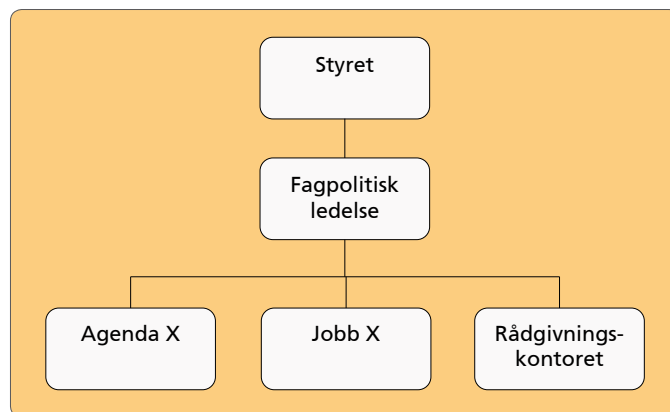 Styret
Fagpolitisk
ledelse
Agenda X
Jobb X
Rådgivnings-
kontoret